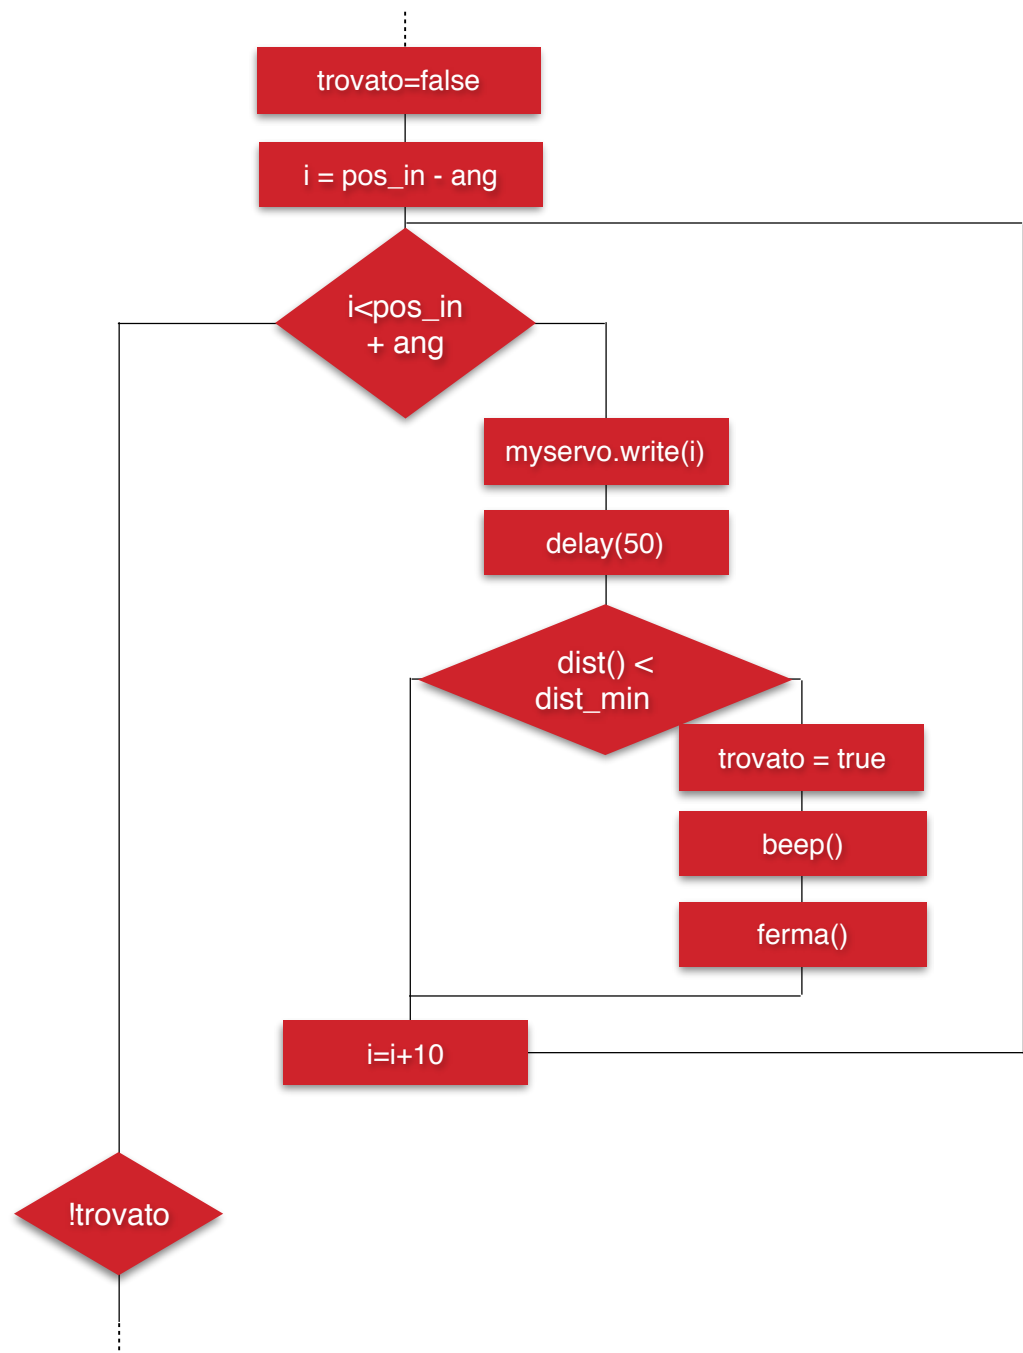 trovato=false
i = pos_in - ang
i<pos_in
+ ang
myservo.write(i)
delay(50)
dist() <
dist_min
trovato = true
beep()
ferma()
i=i+10
!trovato